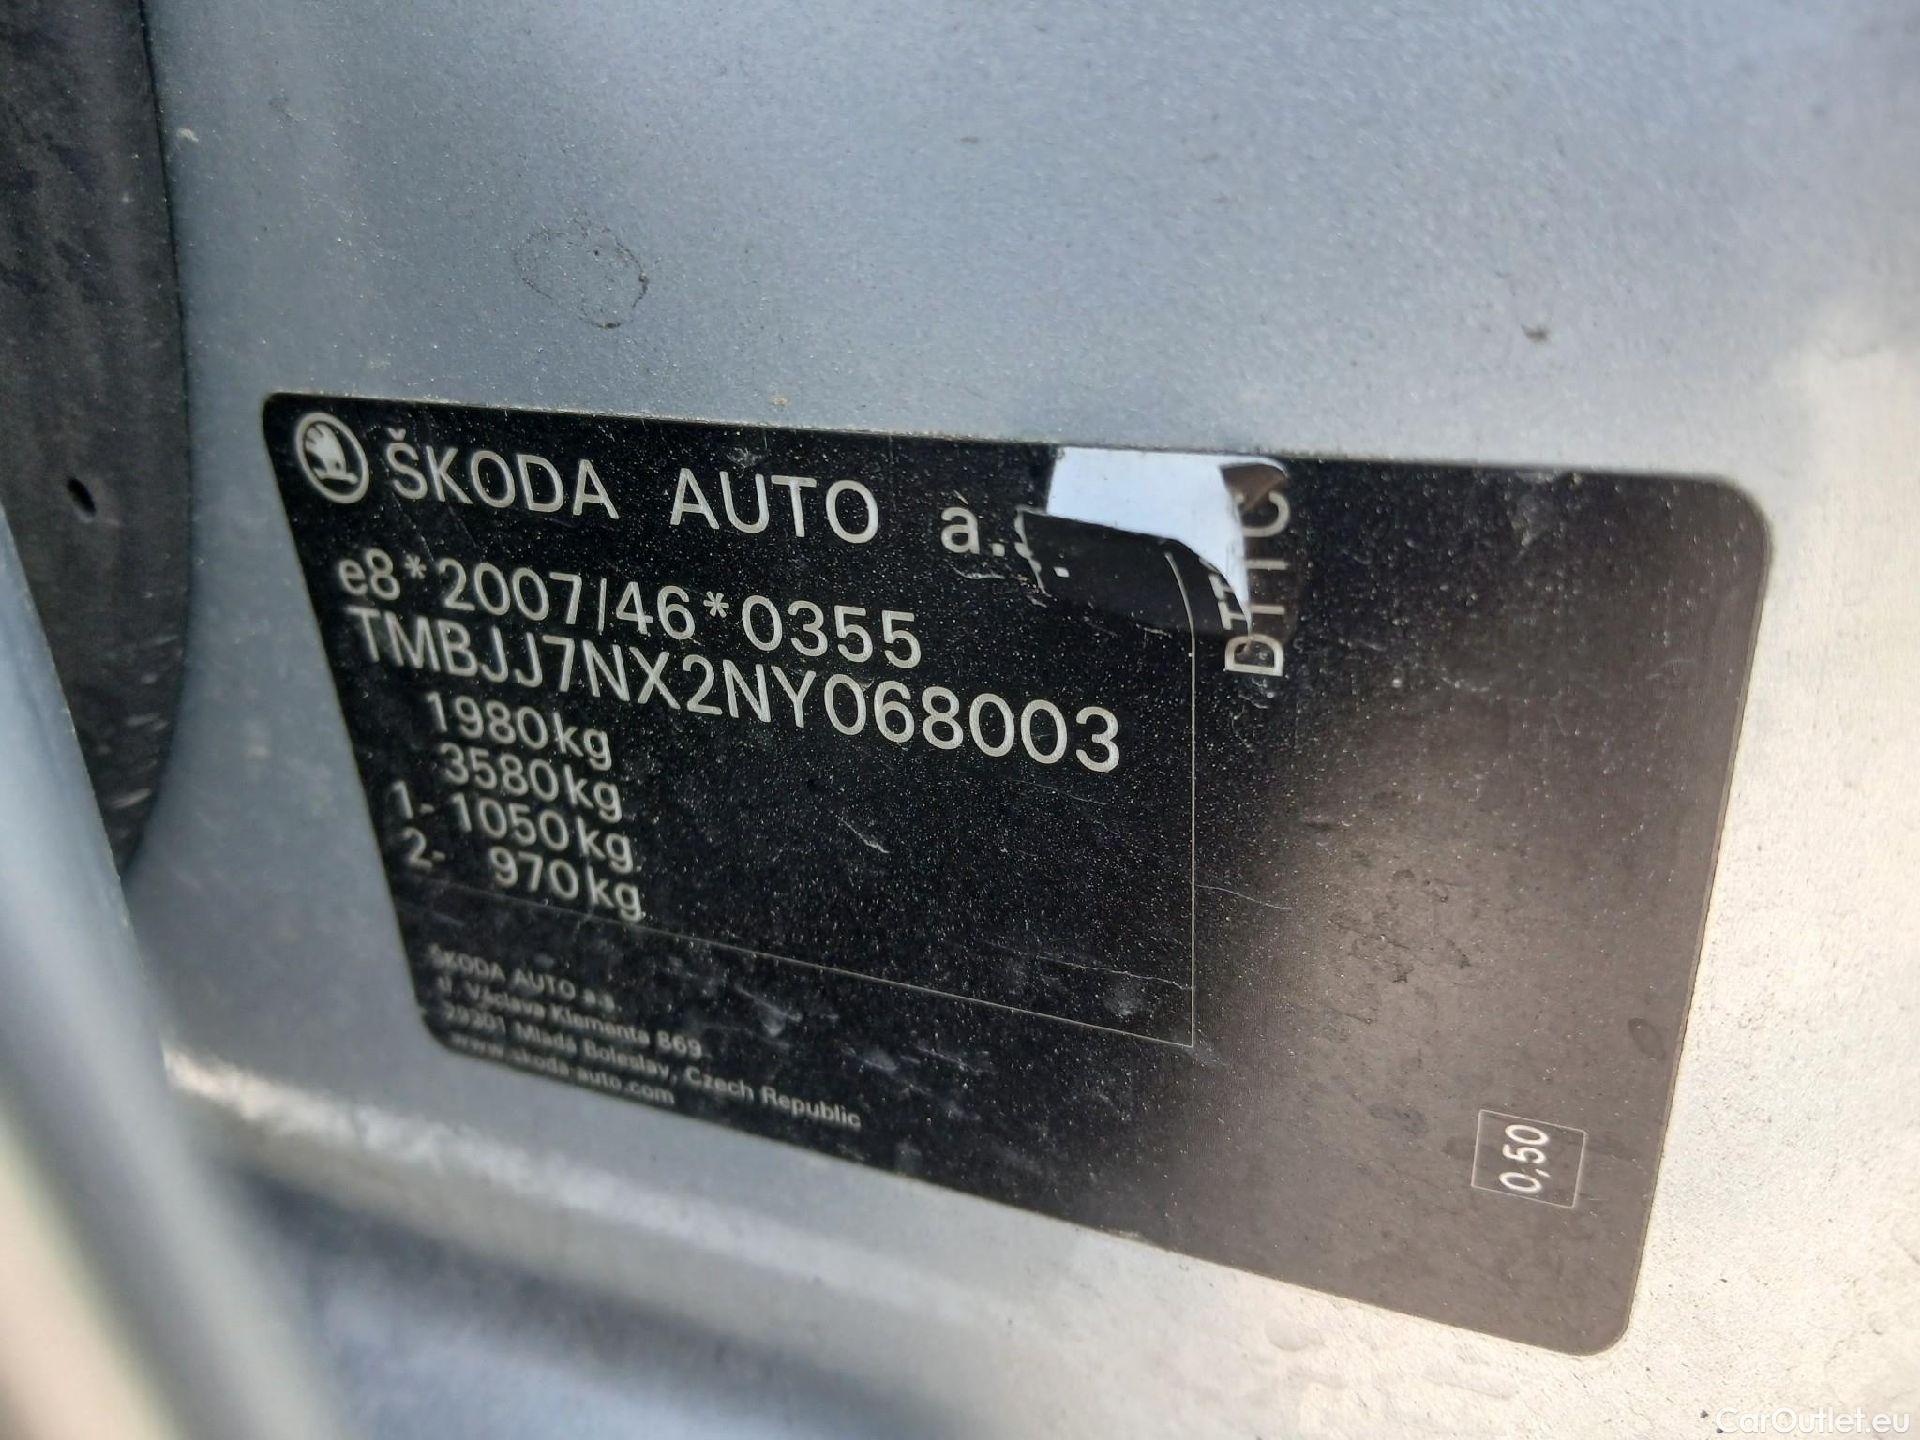 ŠKODA AUTO a.s.
e8*2007/46*0355
TMBJJ7NX2NY068003
1980kg
3580kg
1- 1050kg
2- 970kg
DTTC
ŠKODA AUTO a.s.
tř. Václava Klementa 869
29301 Mladá Boleslav, Czech Republic
www.skoda-auto.com
0,50
CarOutlet.eu